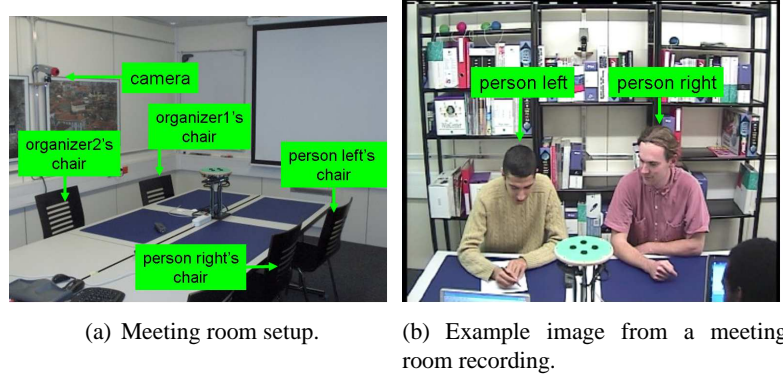 camera
organizer1's
chair
organizer2's
chair
person left's
chair
person right's
chair
person left
person right
(a) Meeting room setup.
(b) Example image from a meeting
room recording.